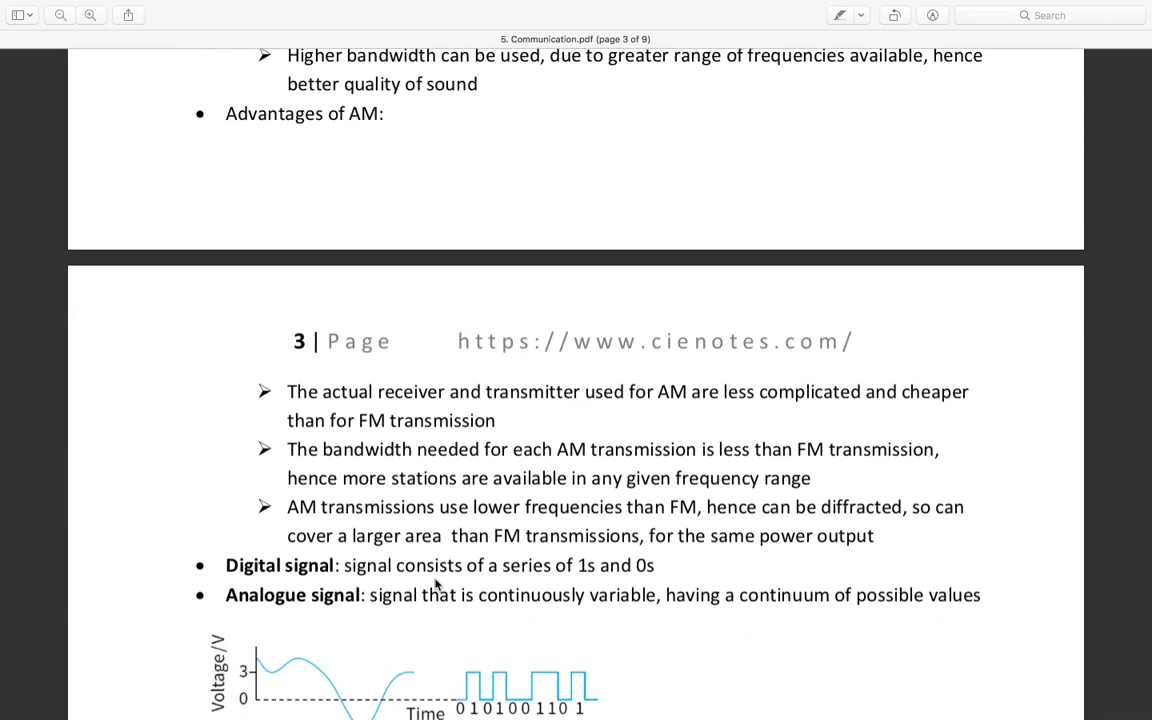 Search
5. Communication.pdf (page 3 of 9)
➢ Higher bandwidth can be used, due to greater range of frequencies available, hence
better quality of sound
• Advantages of AM:
3 | Page https://www.cienotes.com/
➢ The actual receiver and transmitter used for AM are less complicated and cheaper
than for FM transmission
➢ The bandwidth needed for each AM transmission is less than FM transmission,
hence more stations are available in any given frequency range
➢ AM transmissions use lower frequencies than FM, hence can be diffracted, so can
cover a larger area than FM transmissions, for the same power output
• Digital signal: signal consists of a series of 1s and 0s
• Analogue signal: signal that is continuously variable, having a continuum of possible values
Voltage/V
3
0
Time
0 1 0 1 0 0 1 1 0 1